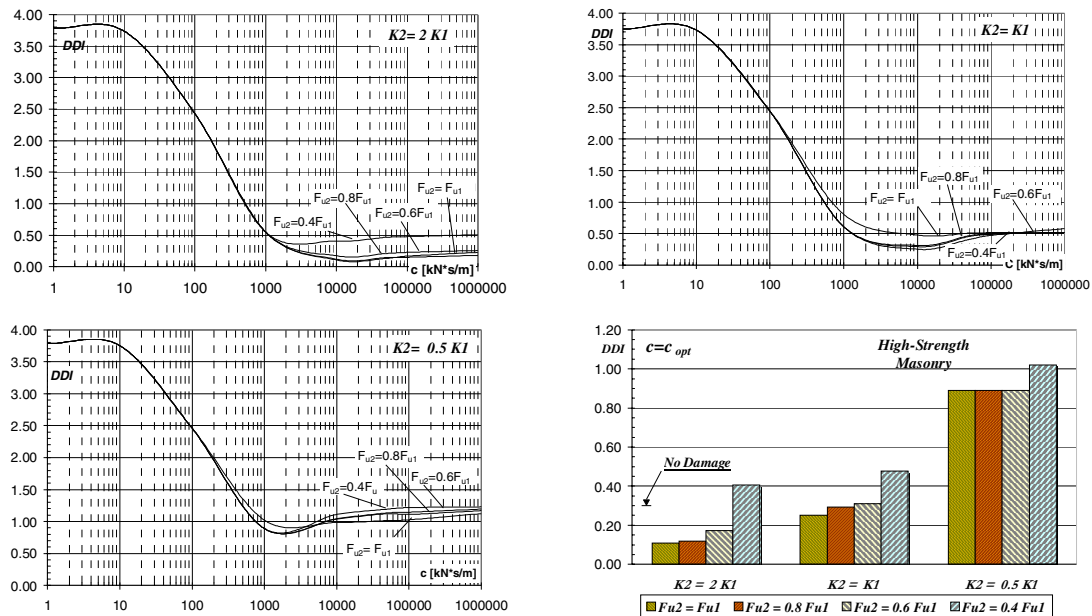 4.00
3.50
3.00
2.50
2.00
1.50
1.00
0.50
0.00
DDI
K2= 2 K1
Fu2= Fu1
Fu2=0.8Fu1
Fu2=0.6Fu1
Fu2=0.4Fu1
c [kN*s/m]
1 10 100 1000 10000 100000 1000000
4.00
3.50
3.00
2.50
2.00
1.50
1.00
0.50
0.00
DDI
K2= K1
Fu2=0.8Fu1
Fu2= Fu1
Fu2=0.6Fu1
Fu2=0.4Fu1
c [kN*s/m]
1 10 100 1000 10000 100000 1000000
4.00
3.50
3.00
2.50
2.00
1.50
1.00
0.50
0.00
DDI
K2= 0.5 K1
Fu2=0.8Fu1
Fu2=0.4Fu
Fu2=0.6Fu1
Fu2= Fu1
c [kN*s/m]
1 10 100 1000 10000 100000 1000000
1.20
1.00
0.80
0.60
0.40
0.20
0.00
DDI
c=c opt
High-Strength
Masonry
No Damage
K2 = 2 K1 K2 = K1 K2 = 0.5 K1
Fu2 = Fu1 Fu2 = 0.8 Fu1 Fu2 = 0.6 Fu1 Fu2 = 0.4 Fu1